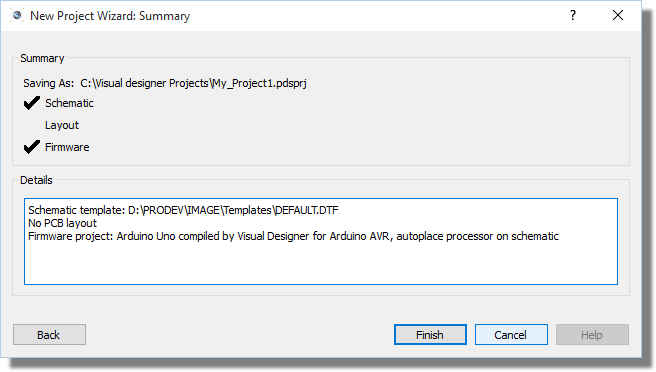 New Project Wizard: Summary
Summary
Saving As: C:\Visual designer Projects\My_Project1.pdsprj
Schematic
Layout
Firmware
Details
Schematic template: D:\PRODEV\IMAGE\Templates\DEFAULT.DTF
No PCB layout
Firmware project: Arduino Uno compiled by Visual Designer for Arduino AVR, autoplace processor on schematic
Back Finish Cancel Help